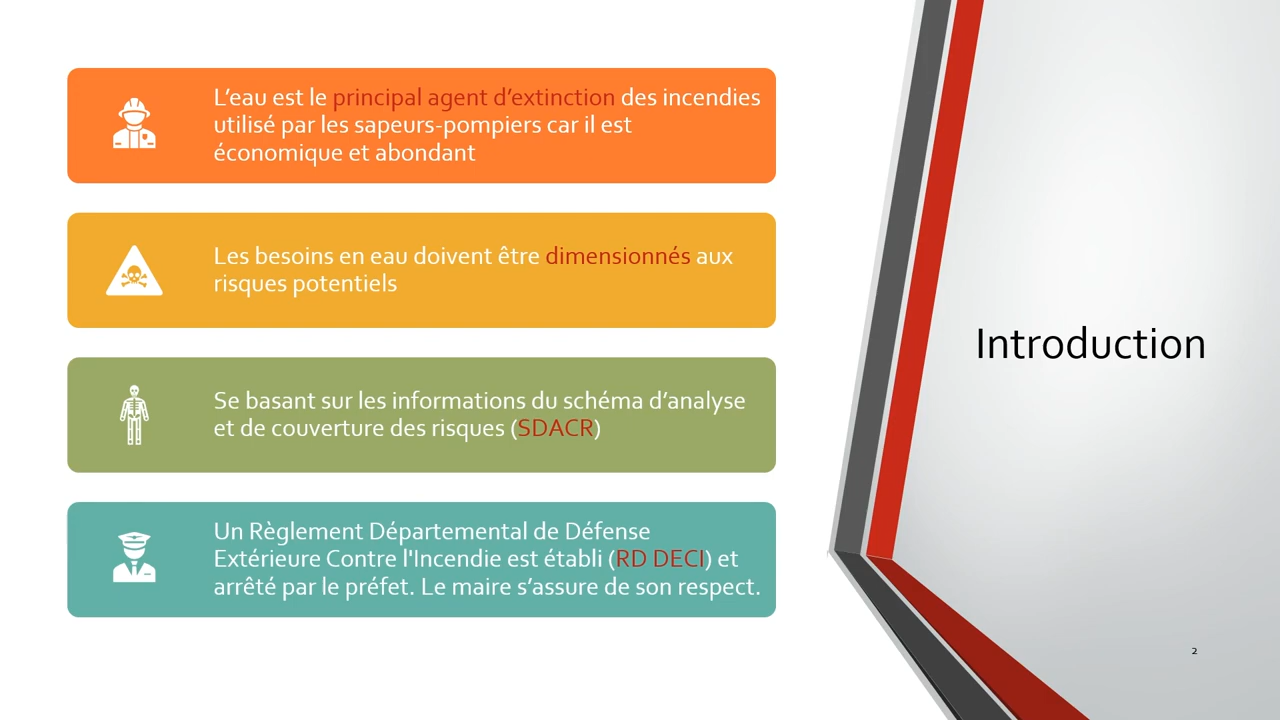 L’eau est le principal agent d’extinction des incendies
utilisé par les sapeurs-pompiers car il est
économique et abondant
Les besoins en eau doivent être dimensionnés aux
risques potentiels
Se basant sur les informations du schéma d’analyse
et de couverture des risques (SDACR)
Un Règlement Départemental de Défense
Extérieure Contre l'Incendie est établi (RD DECI) et
arrêté par le préfet. Le maire s’assure de son respect.
Introduction
2